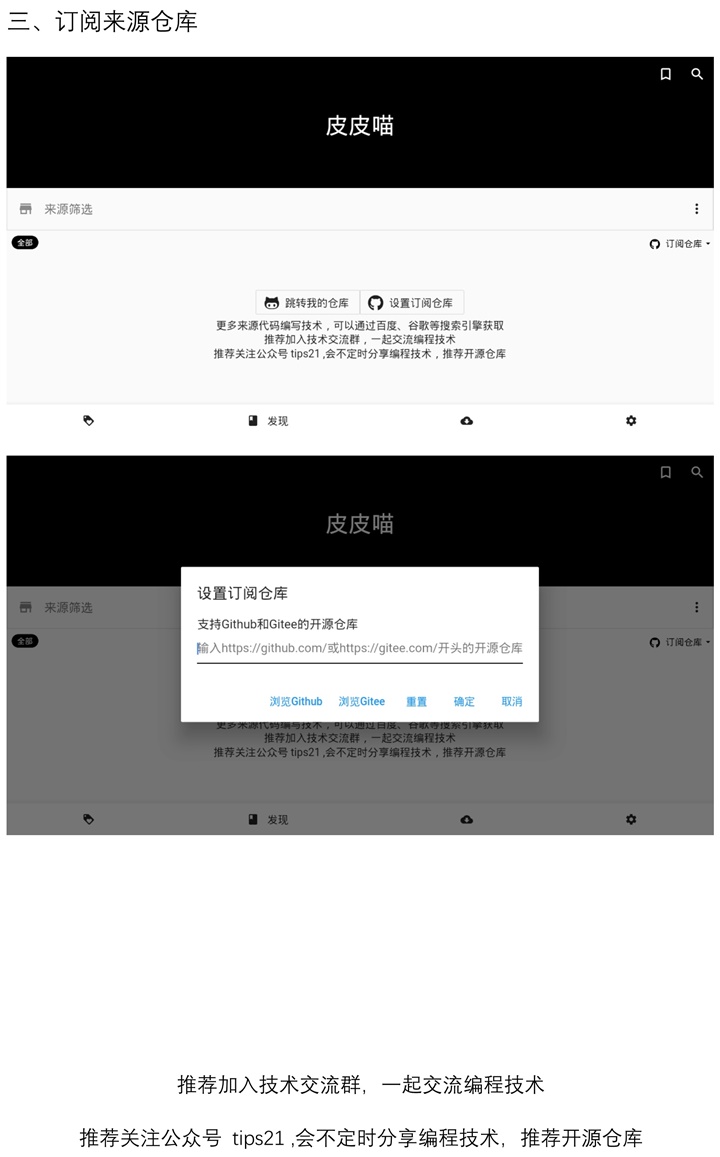 三、订阅来源仓库
皮皮喵
来源筛选
全部
订阅仓库
跳转我的仓库
设置订阅仓库
更多来源代码编写技术，可以通过百度、谷歌等搜索引擎获取
推荐加入技术交流群，一起交流编程技术
推荐关注公众号 tips21 ,会不定时分享编程技术，推荐开源仓库
发现
皮皮喵
来源筛选
全部
订阅仓库
设置订阅仓库
支持Github和Gitee的开源仓库
输入https://github.com/或https://gitee.com/开头的开源仓库
浏览Github 浏览Gitee 重置 确定 取消
更多来源代码编写技术，可以通过百度、谷歌等搜索引擎获取
推荐加入技术交流群，一起交流编程技术
推荐关注公众号 tips21 ,会不定时分享编程技术，推荐开源仓库
发现
推荐加入技术交流群，一起交流编程技术
推荐关注公众号 tips21 ,会不定时分享编程技术，推荐开源仓库